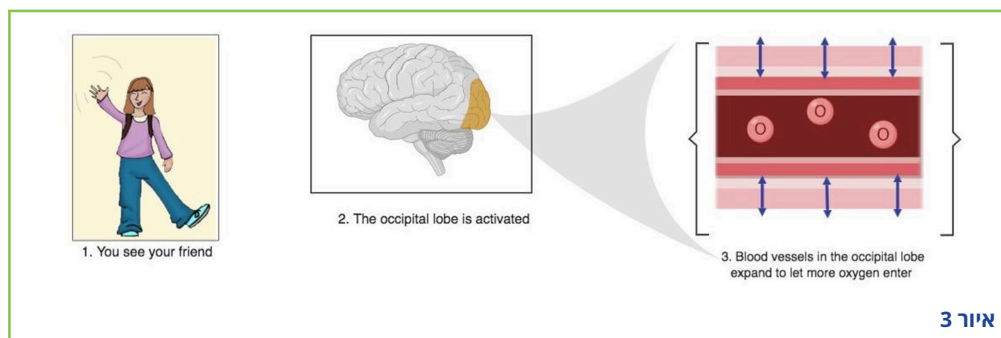 1. You see your friend
2. The occipital lobe is activated
O
O
O
3. Blood vessels in the occipital lobe
expand to let more oxygen enter
איור 3